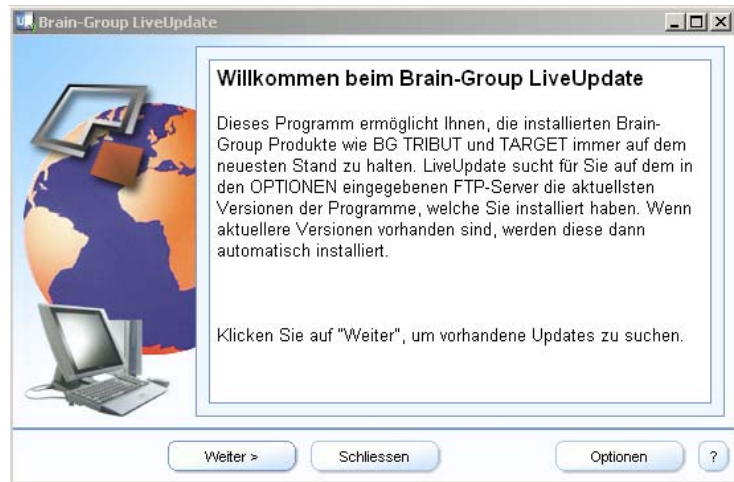 Brain-Group LiveUpdate
Willkommen beim Brain-Group LiveUpdate
Dieses Programm ermöglicht Ihnen, die installierten Brain-
Group Produkte wie BG TRIBUT und TARGET immer auf dem
neuesten Stand zu halten. LiveUpdate sucht für Sie auf dem in
den OPTIONEN eingegebenen FTP-Server die aktuellsten
Versionen der Programme, welche Sie installiert haben. Wenn
aktuellere Versionen vorhanden sind, werden diese dann
automatisch installiert.
Klicken Sie auf "Weiter", um vorhandene Updates zu suchen.
Weiter > Schliessen Optionen ?